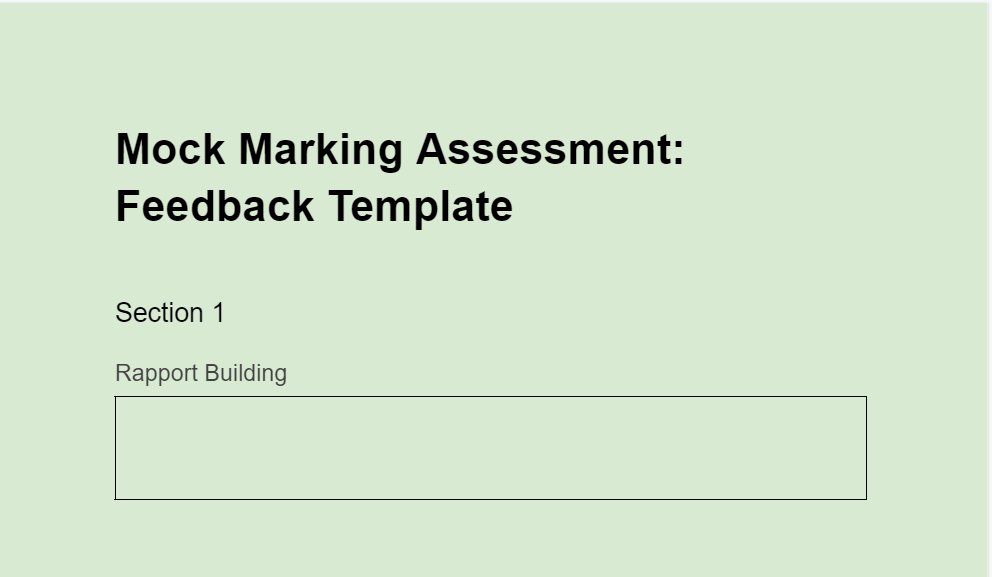 Mock Marking Assessment:
Feedback Template
Section 1
Rapport Building